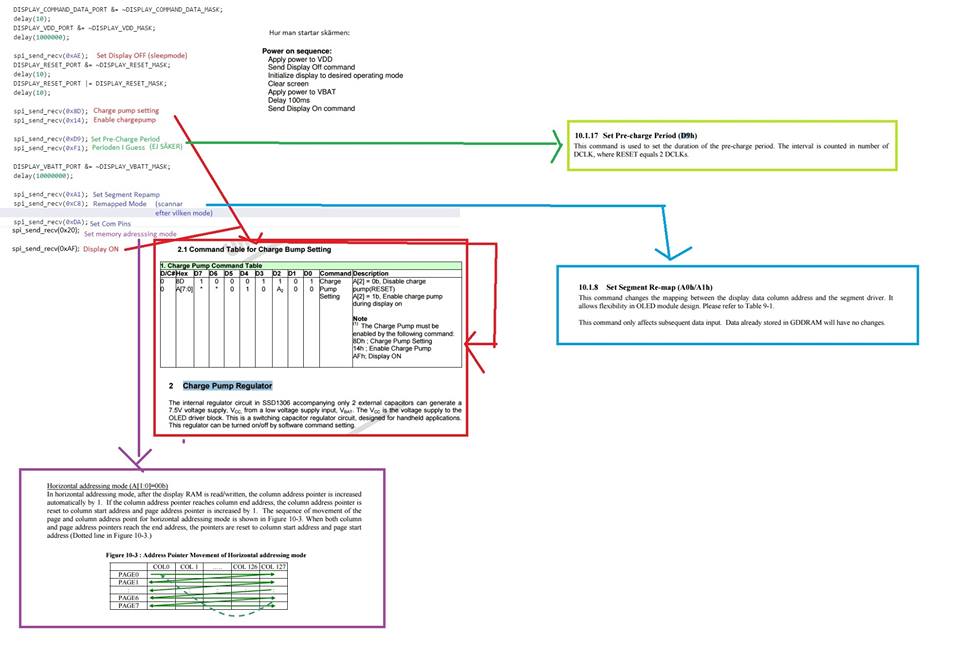 DISPLAY_COMMAND_DATA_PORT &= ~DISPLAY_COMMAND_DATA_MASK;
delay(10);
DISPLAY_VDD_PORT &= ~DISPLAY_VDD_MASK;
delay(1000000);
spi_send_recv(0xAE); Set Display OFF (sleepmode)
DISPLAY_RESET_PORT &= ~DISPLAY_RESET_MASK;
delay(10);
DISPLAY_RESET_PORT |= DISPLAY_RESET_MASK;
delay(10);
spi_send_recv(0x8D); Charge pump setting
spi_send_recv(0x14); Enable chargepump
spi_send_recv(0xD9); Set Pre-Charge Period
spi_send_recv(0xF1); Perioden I Guess (EJ SÄKER)
DISPLAY_VBATT_PORT &= ~DISPLAY_VBATT_MASK;
delay(10000000);
spi_send_recv(0xA1); Set Segment Repamp
spi_send_recv(0xC8); Remapped Mode (scannar
efter vilken mode)
spi_send_recv(0xDA); Set Com Pins
spi_send_recv(0x20); Set memory adresssing mode
spi_send_recv(0xAF); Display ON
Hur man startar skärmen:
Power on sequence:
Apply power to VDD
Send Display Off command
Initialize display to desired operating mode
Clear screen
Apply power to VBAT
Delay 100ms
Send Display On command
10.1.17 Set Pre-charge Period (D9h)
This command is used to set the duration of the pre-charge period. The interval is counted in number of
DCLK, where RESET equals 2 DCLKs.
10.1.8 Set Segment Re-map (A0h/A1h)
This command changes the mapping between the display data column address and the segment driver. It
allows flexibility in OLED module design. Please refer to Table 9-1.
This command only affects subsequent data input. Data already stored in GDDRAM will have no changes.
2.1 Command Table for Charge Bump Setting
1. Charge Pump Command Table
D/C# Hex D7 D6 D5 D4 D3 D2 D1 D0 Command Description
0 8D 1 0 0 0 1 1 0 1 Charge A[2] = 0b, Disable charge
0 A[7:0] * * 0 1 0 A₂ 0 0 Pump pump(RESET)
Setting A[2] = 1b, Enable charge pump
during display on
Note
(1) The Charge Pump must be
enabled by the following command:
8Dh ; Charge Pump Setting
14h ; Enable Charge Pump
AFh; Display ON
2 Charge Pump Regulator
The internal regulator circuit in SSD1306 accompanying only 2 external capacitors can generate a
7.5V voltage supply, VCC, from a low voltage supply input, VBAT. The VCC is the voltage supply to the
OLED driver block. This is a switching capacitor regulator circuit, designed for handheld applications.
This regulator can be turned on/off by software command setting.
Horizontal addressing mode (A[1:0]=00b)
In horizontal addressing mode, after the display RAM is read/written, the column address pointer is increased
automatically by 1. If the column address pointer reaches column end address, the column address pointer is
reset to column start address and page address pointer is increased by 1. The sequence of movement of the
page and column address point for horizontal addressing mode is shown in Figure 10-3. When both column
and page address pointers reach the end address, the pointers are reset to column start address and page start
address (Dotted line in Figure 10-3.)
Figure 10-3 : Address Pointer Movement of Horizontal addressing mode
COL0 COL 1 ..... COL 126 COL 127
PAGE0
PAGE1
:
PAGE6
PAGE7